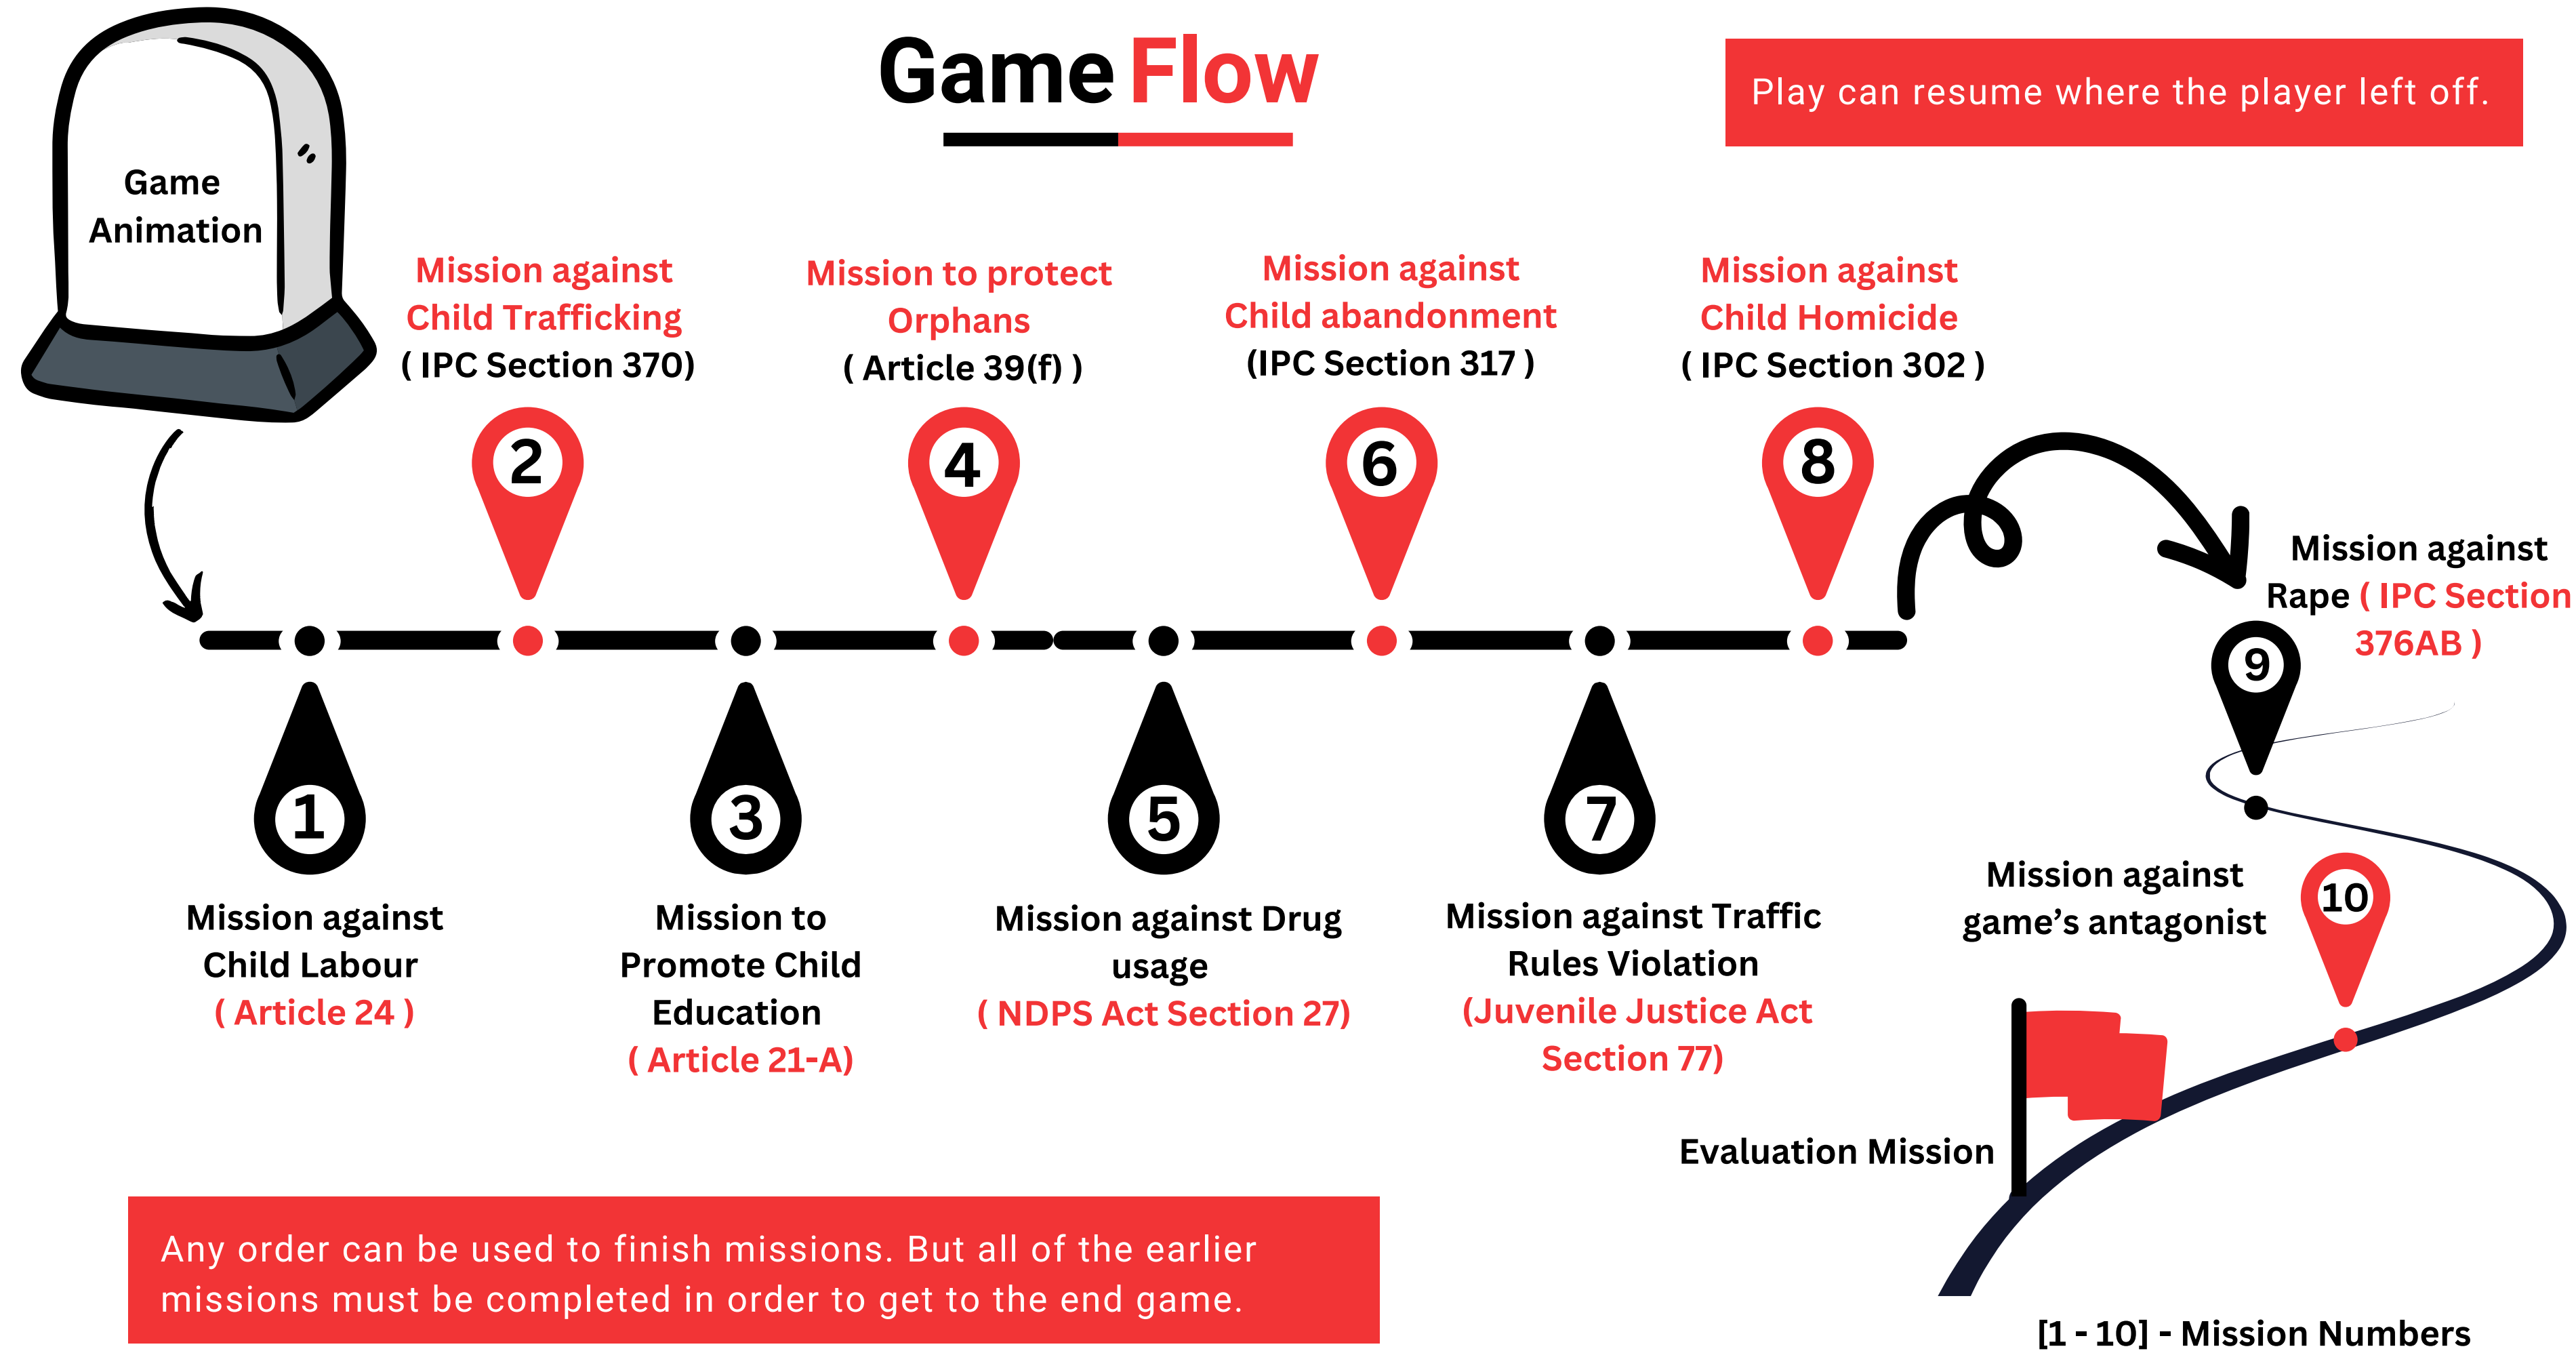 Game Flow
Play can resume where the player left off.
Game
Animation
Mission against
Child Trafficking
( IPC Section 370)
Mission to protect
Orphans
( Article 39(f) )
Mission against
Child abandonment
(IPC Section 317 )
Mission against
Child Homicide
( IPC Section 302 )
2
4
6
8
Mission against
Rape ( IPC Section
376AB )
9
1
3
5
7
Mission against
Child Labour
( Article 24 )
Mission to
Promote Child
Education
( Article 21-A)
Mission against Drug
usage
( NDPS Act Section 27)
Mission against Traffic
Rules Violation
(Juvenile Justice Act
Section 77)
Mission against
game’s antagonist
10
Evaluation Mission
Any order can be used to finish missions. But all of the earlier
missions must be completed in order to get to the end game.
[1 - 10] - Mission Numbers